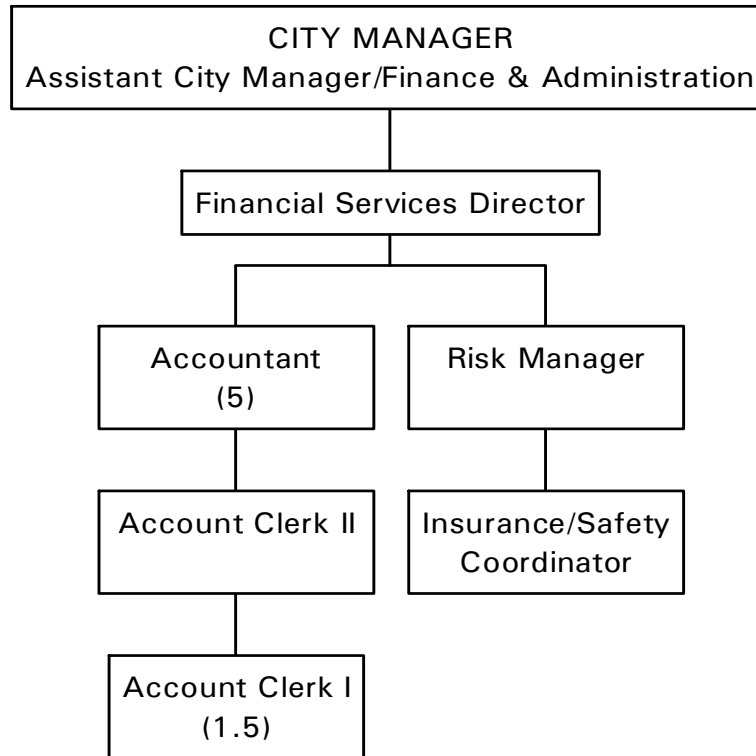 CITY MANAGER
Assistant City Manager/Finance & Administration
Financial Services Director
Accountant
(5)
Risk Manager
Account Clerk II
Insurance/Safety
Coordinator
Account Clerk I
(1.5)